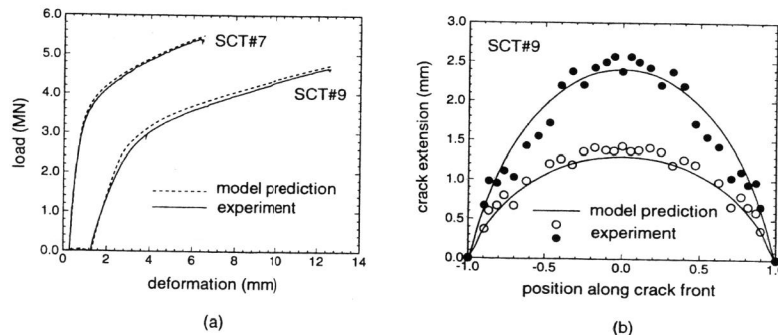 6.0
5.0
4.0
3.0
2.0
1.0
0.0
load (MN)
SCT#7
SCT#9
model prediction
experiment
0 2 4 6 8 10 12 14
deformation (mm)
(a)
3.0
2.5
2.0
1.5
1.0
0.5
0.0
crack extension (mm)
SCT#9
model prediction
experiment
-1.0 -0.5 0.0 0.5 1.0
position along crack front
(b)